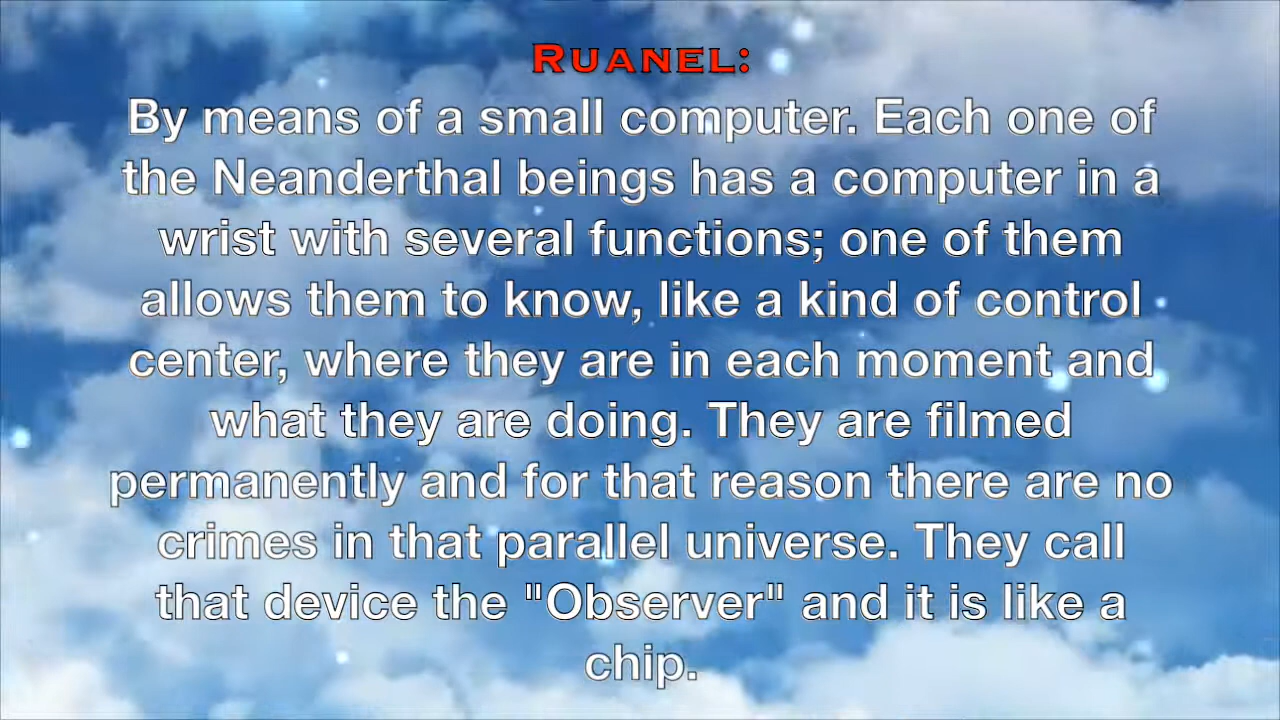 RUANEL:
By means of a small computer. Each one of
the Neanderthal beings has a computer in a
wrist with several functions; one of them
allows them to know, like a kind of control
center, where they are in each moment and
what they are doing. They are filmed
permanently and for that reason there are no
crimes in that parallel universe. They call
that device the "Observer" and it is like a
chip.